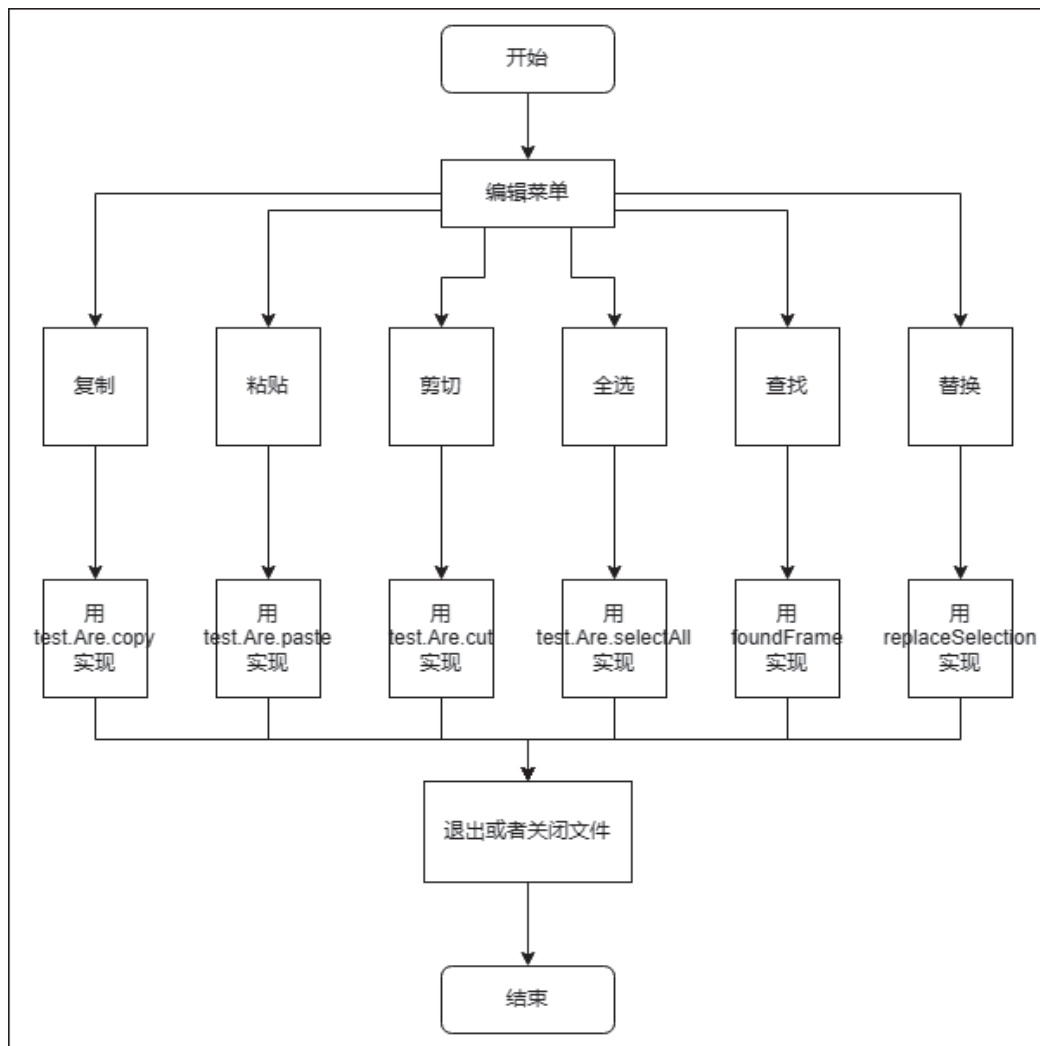 开始
编辑菜单
复制
粘贴
剪切
全选
查找
替换
用
test.Are.copy
实现
用
test.Are.paste
实现
用
test.Are.cut
实现
用
test.Are.selectAll
实现
用
foundFrame
实现
用
replaceSelection
实现
退出或者关闭文件
结束